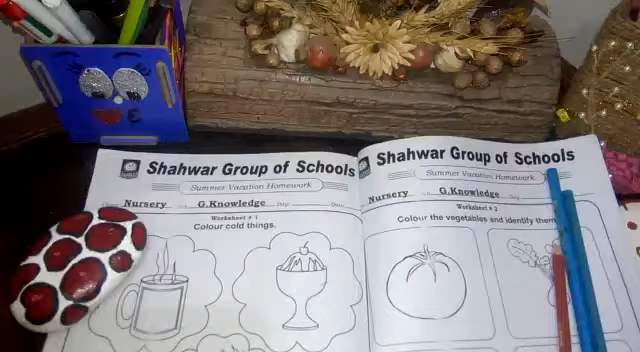 Shahwar Group of Schools
Summer Vacation Homework
Nursery G.Knowledge
Worksheet # 1
Colour cold things.
Shahwar Group of Schools
Summer Vacation Homework
Nursery G.Knowledge
Worksheet # 2
Colour the vegetables and identify them